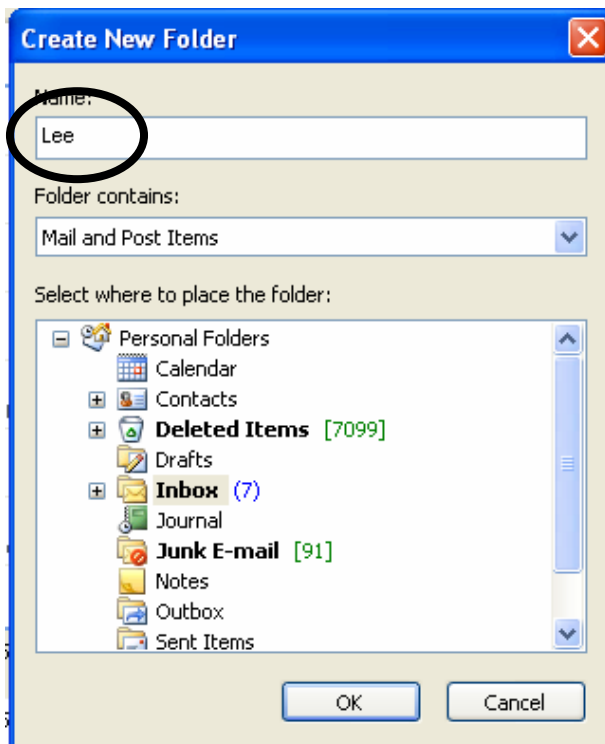 Create New Folder
Name:
Lee
Folder contains:
Mail and Post Items
Select where to place the folder:
Personal Folders
Calendar
Contacts
Deleted Items [7099]
Drafts
Inbox (7)
Journal
Junk E-mail [91]
Notes
Outbox
Sent Items
OK Cancel